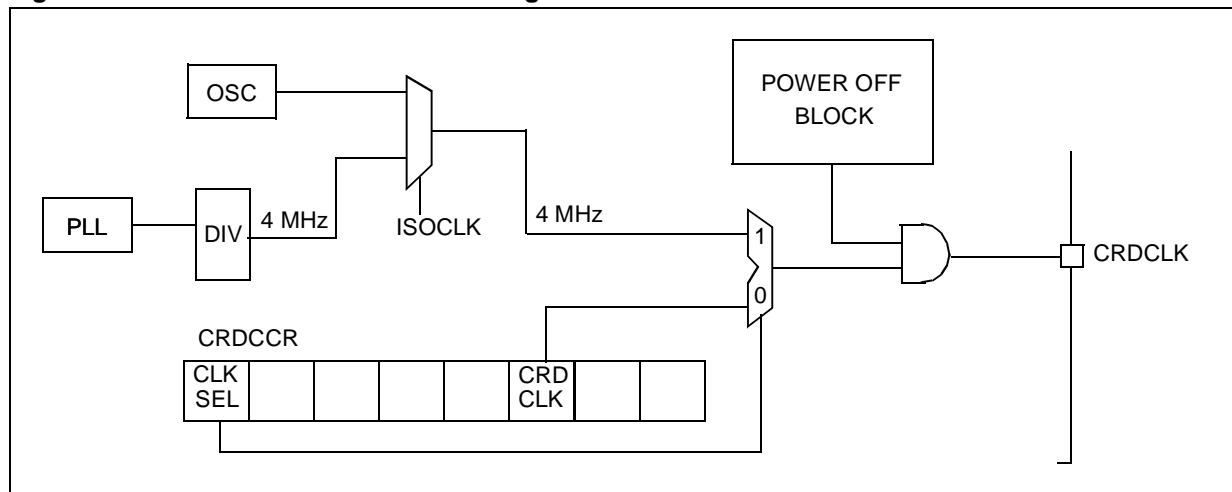 OSC
POWER OFF
BLOCK
PLL
DIV
4 MHz
ISOCLK
4 MHz
1
0
CRDCLK
CRDCCR
CLK
SEL
CRD
CLK